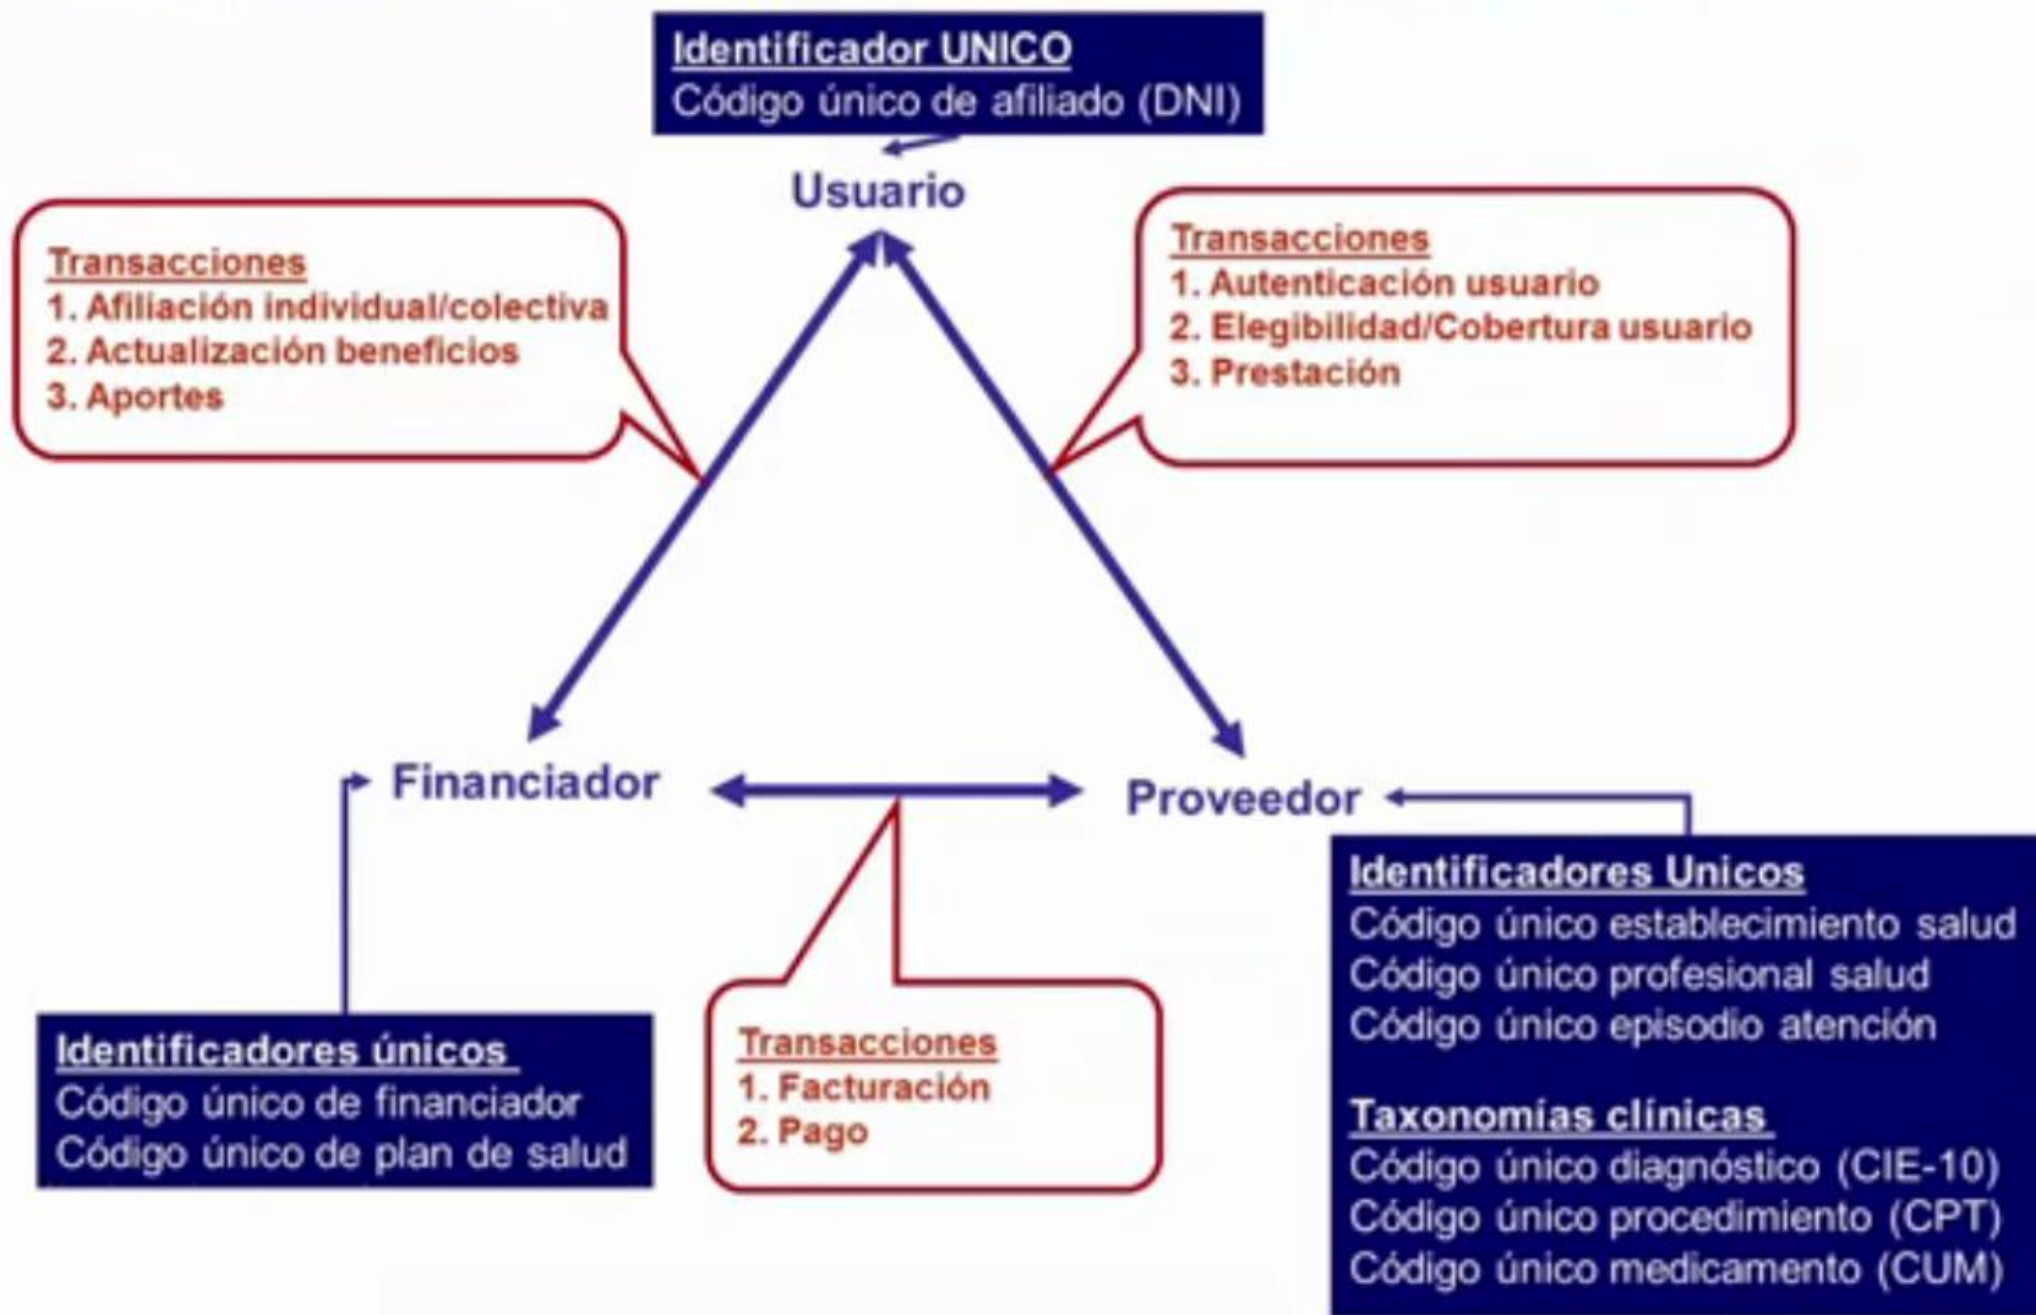 Identificador UNICO
Código único de afiliado (DNI)
Usuario
Transacciones
1. Afiliación individual/colectiva
2. Actualización beneficios
3. Aportes
Transacciones
1. Autenticación usuario
2. Elegibilidad/Cobertura usuario
3. Prestación
Financiador
Proveedor
Identificadores únicos
Código único de financiador
Código único de plan de salud
Transacciones
1. Facturación
2. Pago
Identificadores Unicos
Código único establecimiento salud
Código único profesional salud
Código único episodio atención
Taxonomías clínicas
Código único diagnóstico (CIE-10)
Código único procedimiento (CPT)
Código único medicamento (CUM)